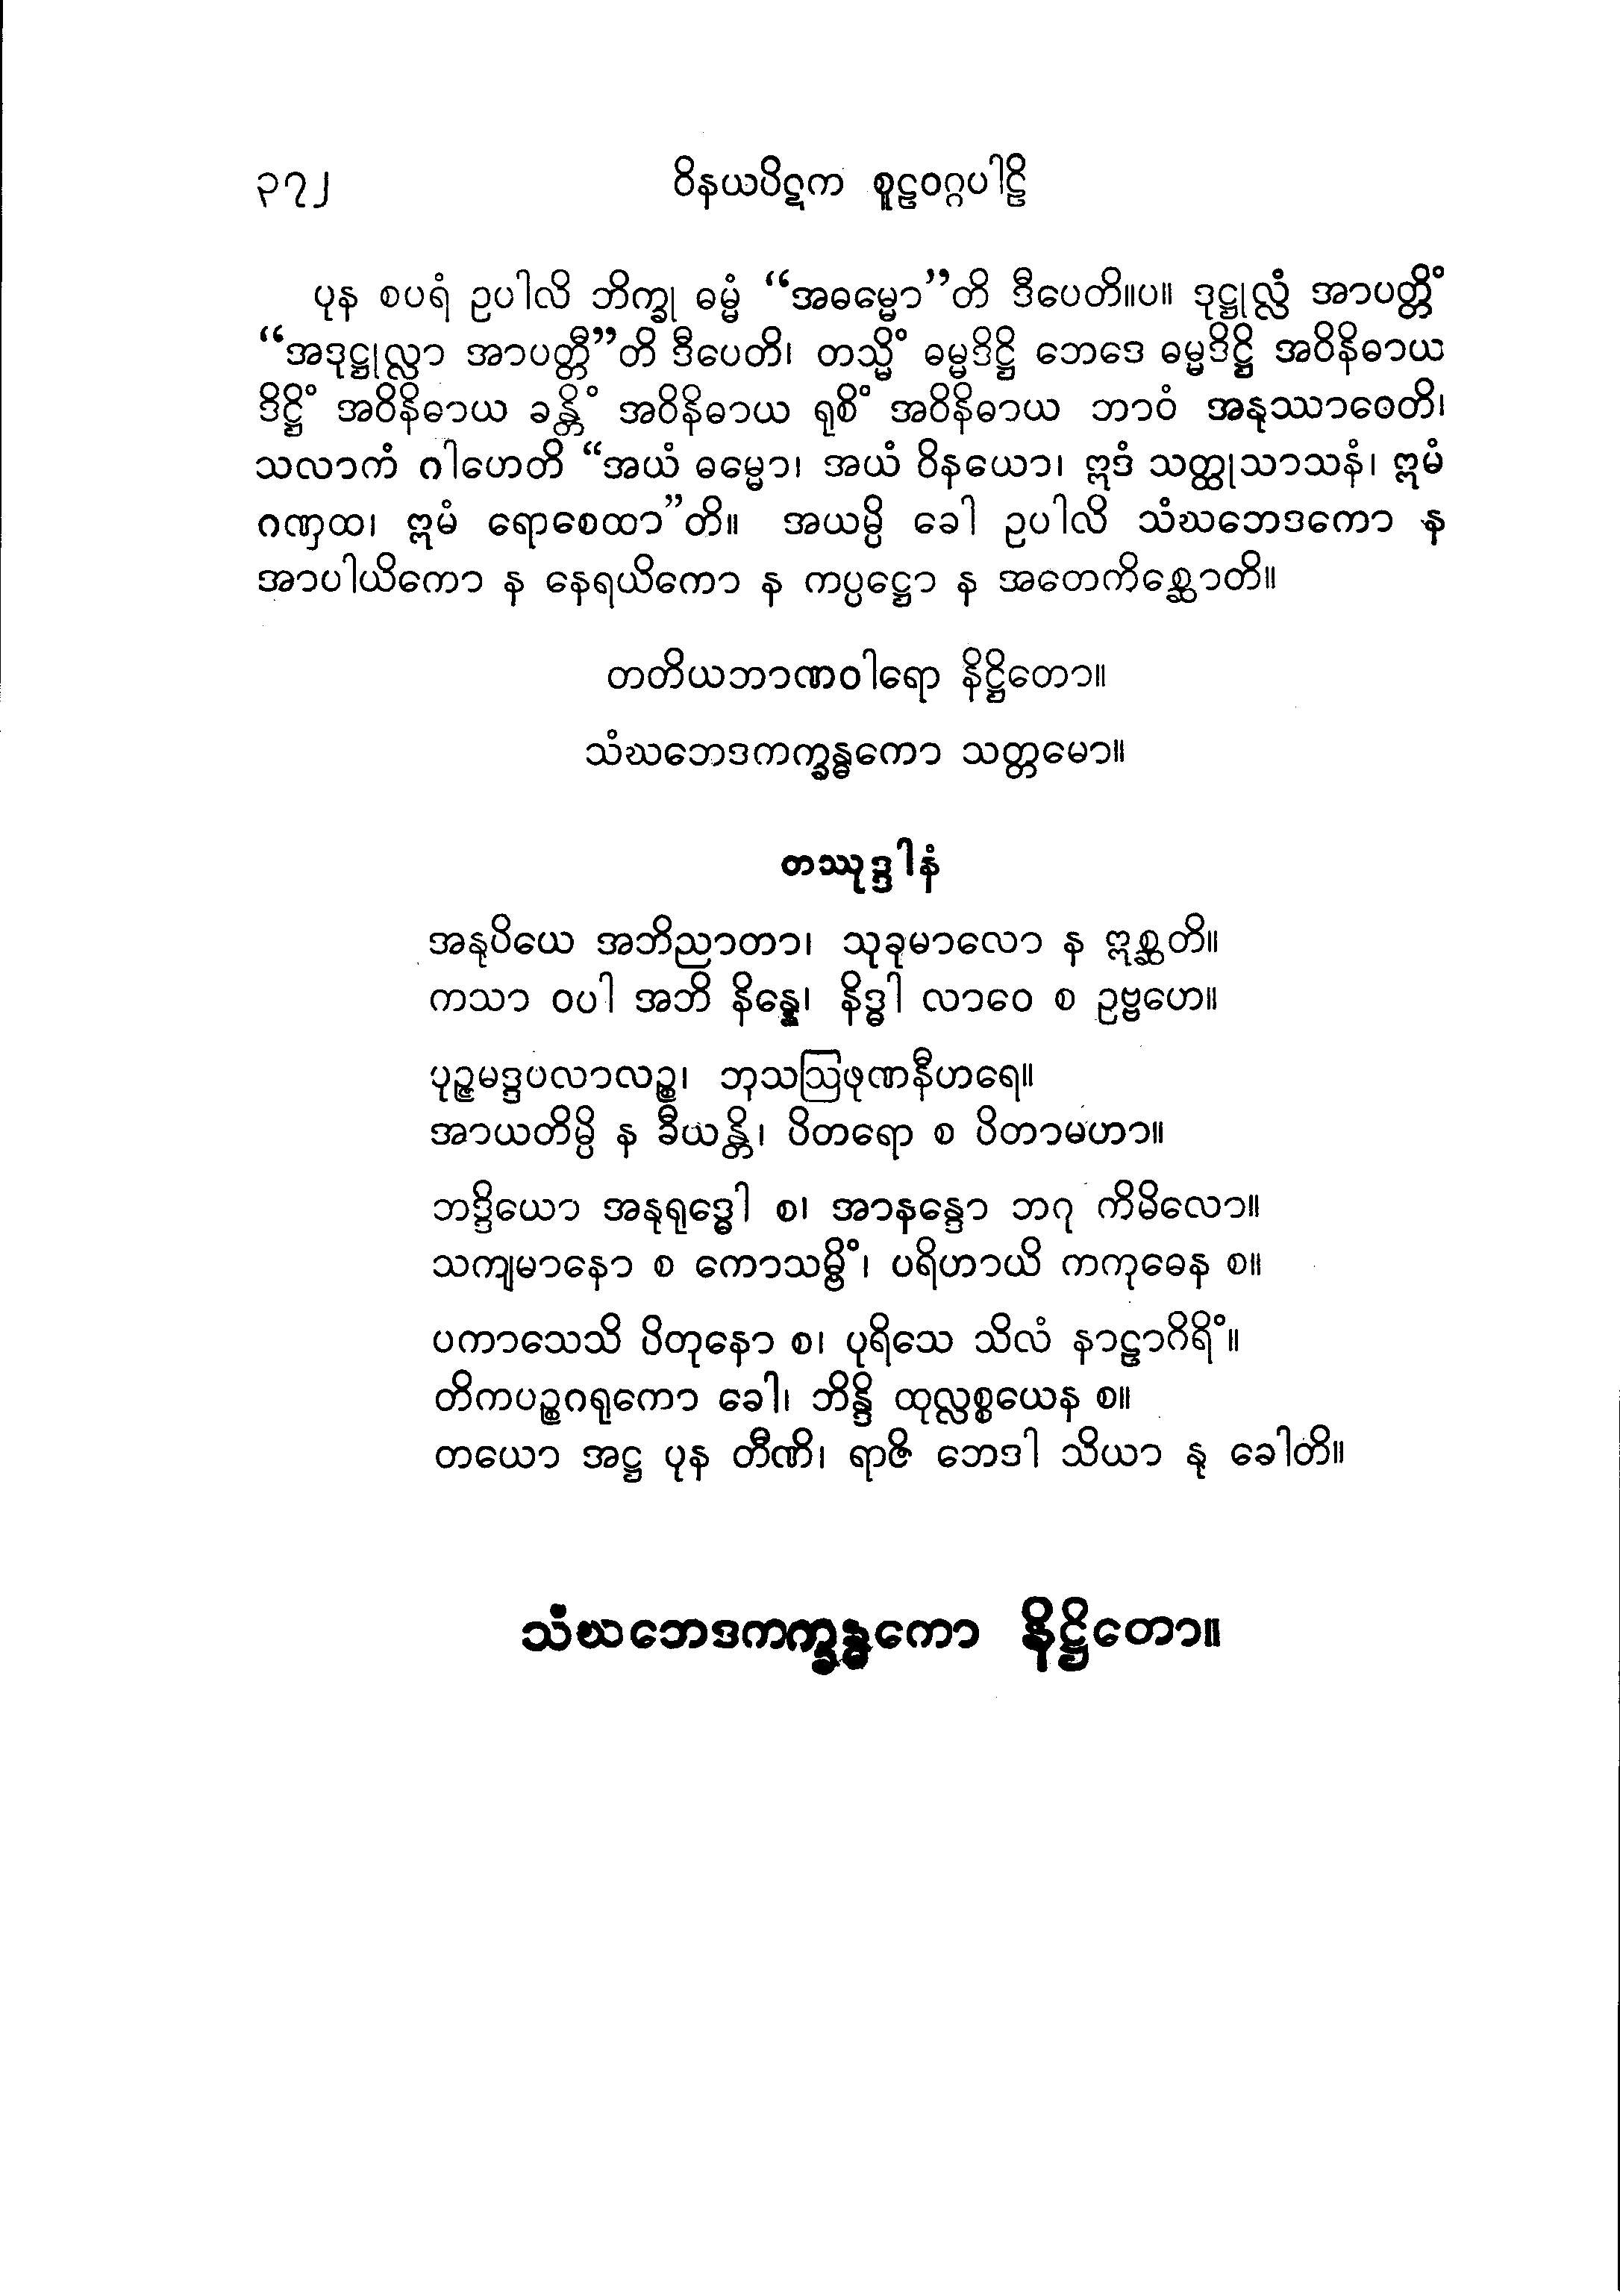 ၃၇၂ ဝိနယပိဋက စူဠဝဂ္ဂပါဠိ
ပုန စပရံ ဥပါလိ ဘိက္ခု ဓမ္မံ “အဓမ္မော”တိ ဒီပေတိ။ပ။ ဒုဋ္ဌုလ္လံ အာပတ္တိံ
“အဒုဋ္ဌုလ္လာ အာပတ္တီ”တိ ဒီပေတိ၊ တသ္မိံ ဓမ္မဒိဋ္ဌိ ဘေဒေ ဓမ္မဒိဋ္ဌိ အဝိနိဓာယ
ဒိဋ္ဌိံ အဝိနိဓာယ ခန္တိံ အဝိနိဓာယ ရုစိံ အဝိနိဓာယ ဘာဝံ အနုဿာဝေတိ၊
သလာကံ ဂါဟေတိ “အယံ ဓမ္မော၊ အယံ ဝိနယော၊ ဣဒံ သတ္ထုသာသနံ၊ ဣမံ
ဂဏှထ၊ ဣမံ ရောစေထာ”တိ။ အယမ္ပိ ခေါ ဥပါလိ သံဃဘေဒကော န
အာပါယိကော န နေရယိကော န ကပ္ပဋ္ဌော န အတေကိစ္ဆောတိ။
တတိယဘာဏဝါရော နိဋ္ဌိတော။
သံဃဘေဒကက္ခန္ဓကော သတ္တမော။
တဿုဒ္ဒါနံ
အနုပိယေ အဘိညာတာ၊ သုခုမာလော န ဣစ္ဆတိ။
ကသာ ဝပါ အဘိ နိန္နေ၊ နိဒ္ဓါ လာဝေ စ ဥဗ္ဗဟေ။
ပုဉ္ဇမဒ္ဒပလာလဉ္စ၊ ဘုသဩဖုဏနီဟရေ။
အာယတိမ္ပိ န ခီယန္တိ၊ ပိတရော စ ပိတာမဟာ။
ဘဒ္ဒိယော အနုရုဒ္ဓေါ စ၊ အာနန္ဒော ဘဂု ကိမိလော။
သကျမာနော စ ကောသမ္ဗိံ၊ ပရိဟာယိ ကကုဓေန စ။
ပကာသေသိ ပိတုနော စ၊ ပုရိသေ သိလံ နာဠာဂိရိံ။
တိကပဉ္စဂရုကော ခေါ၊ ဘိန္ဒိ ထုလ္လစ္စယေန စ။
တယော အဋ္ဌ ပုန တီဏိ၊ ရာဇိ ဘေဒါ သိယာ နု ခေါတိ။
သံဃဘေဒကက္ခန္ဓကော နိဋ္ဌိတော။